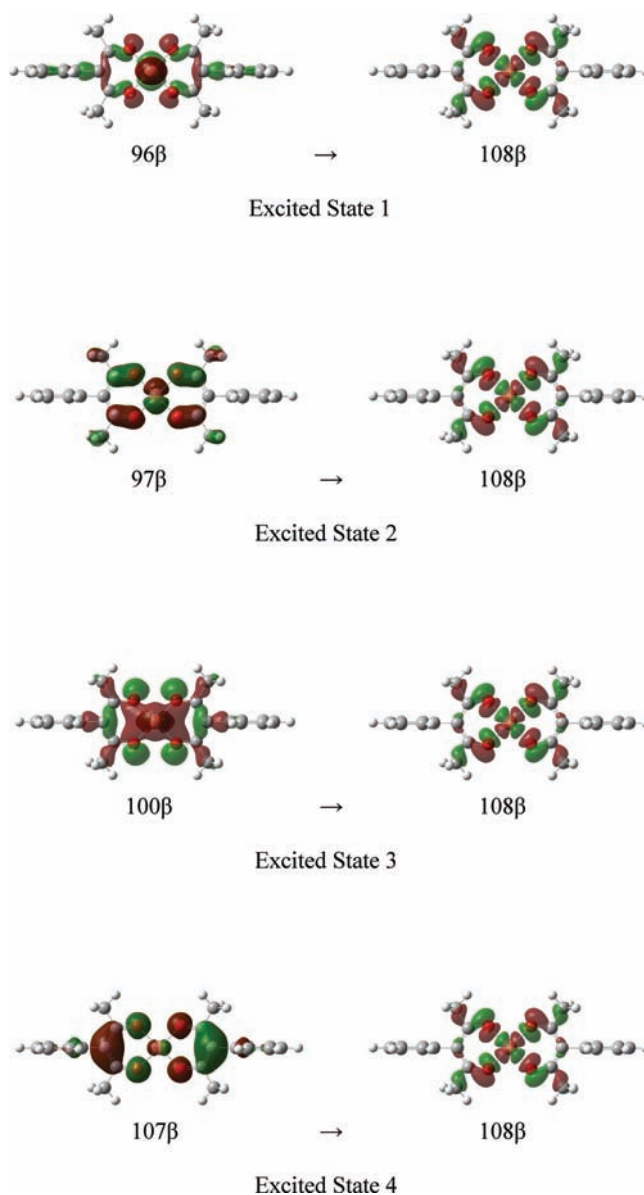 96β → 108β
Excited State 1
97β → 108β
Excited State 2
100β → 108β
Excited State 3
107β → 108β
Excited State 4